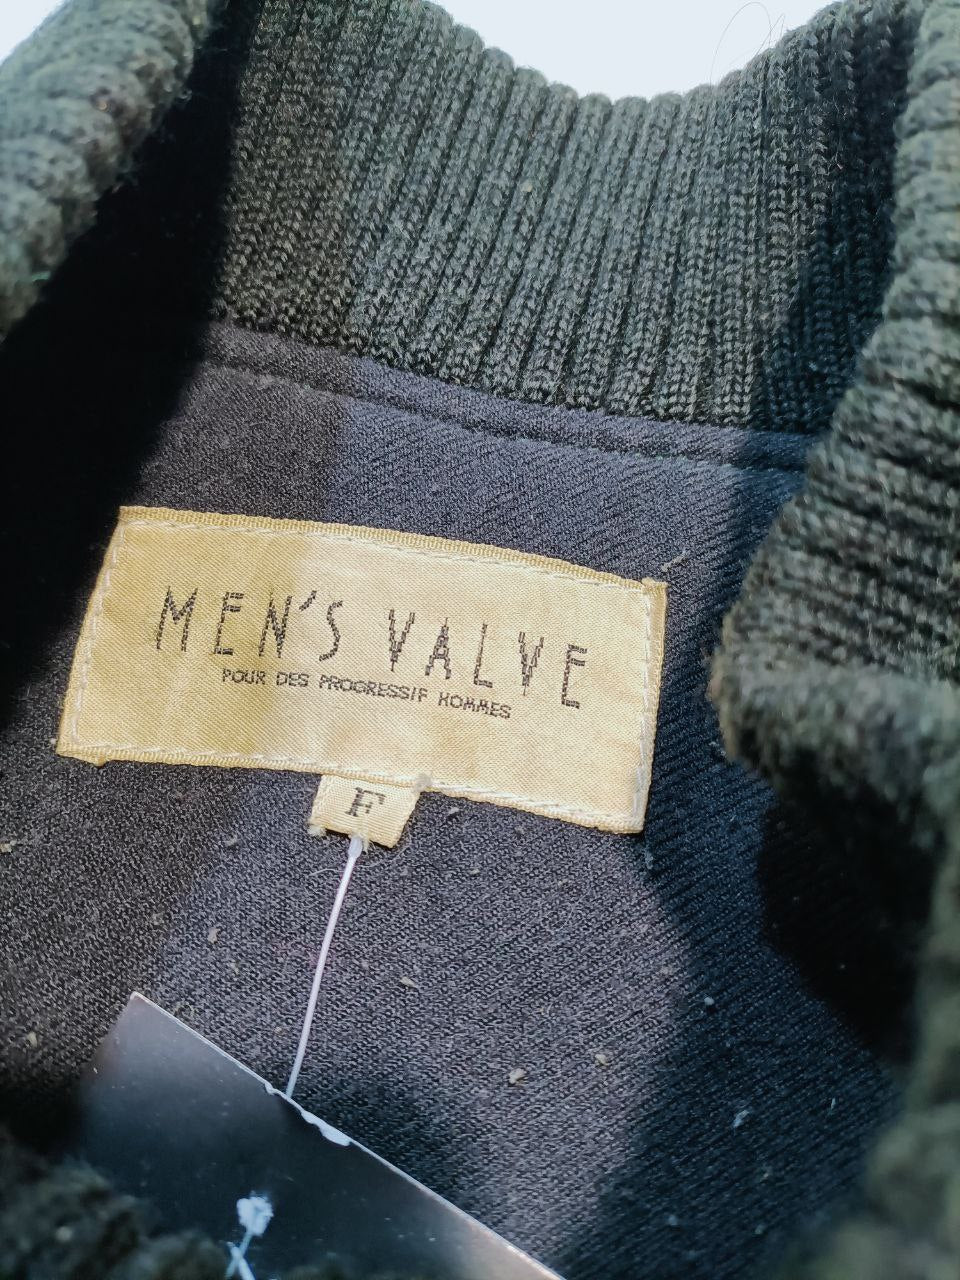 MEN'S VALVE
POUR DES PROGRESSIF HOMMES
F